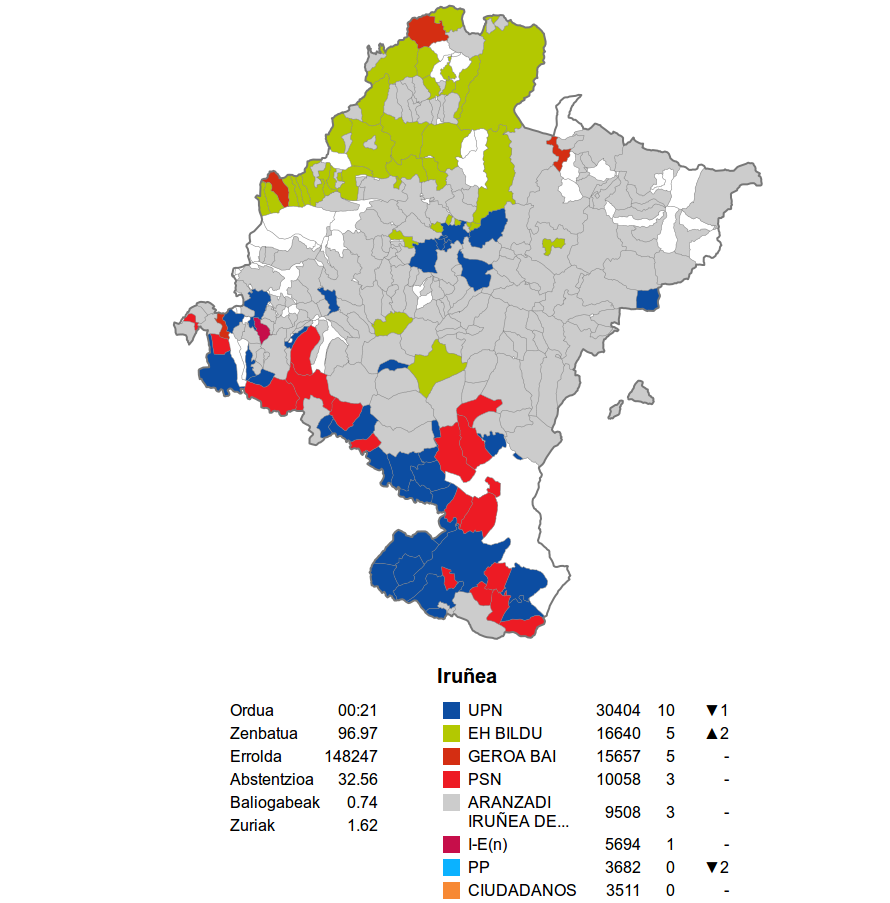 Iruñea
Ordua 00:21
Zenbatua 96.97
Errolda 148247
Abstentzioa 32.56
Baliogabeak 0.74
Zuriak 1.62
UPN 30404 10 ▼1
EH BILDU 16640 5 ▲2
GEROA BAI 15657 5 -
PSN 10058 3 -
ARANZADI
IRUÑEA DE... 9508 3 -
I-E(n) 5694 1 -
PP 3682 0 ▼2
CIUDADANOS 3511 0 -